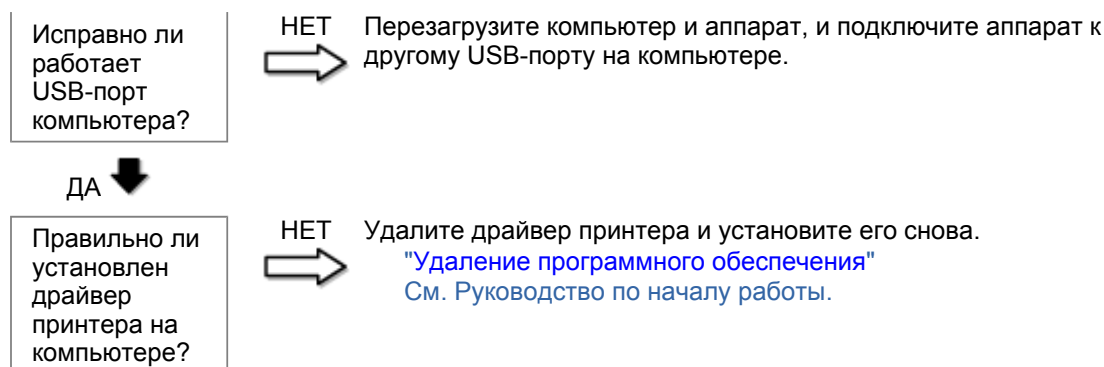 Исправно ли
работает
USB-порт
компьютера?
НЕТ
Перезагрузите компьютер и аппарат, и подключите аппарат к
другому USB-порту на компьютере.
ДА
Правильно ли
установлен
драйвер
принтера на
компьютере?
НЕТ
Удалите драйвер принтера и установите его снова.
"Удаление программного обеспечения"
См. Руководство по началу работы.